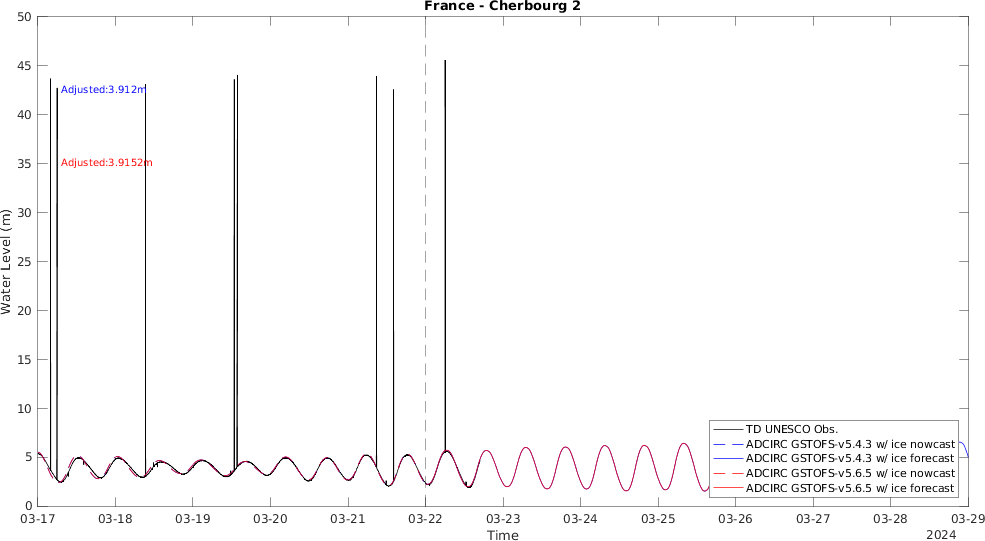 France - Cherbourg 2
50
45
40
35
30
25
20
15
10
5
0
Water Level (m)
Adjusted:3.912m
Adjusted:3.9152m
TD UNESCO Obs.
ADCIRC GSTOFS-v5.4.3 w/ ice nowcast
ADCIRC GSTOFS-v5.4.3 w/ ice forecast
ADCIRC GSTOFS-v5.6.5 w/ ice nowcast
ADCIRC GSTOFS-v5.6.5 w/ ice forecast
03-17 03-18 03-19 03-20 03-21 03-22 03-23 03-24 03-25 03-26 03-27 03-28 03-29
Time
2024